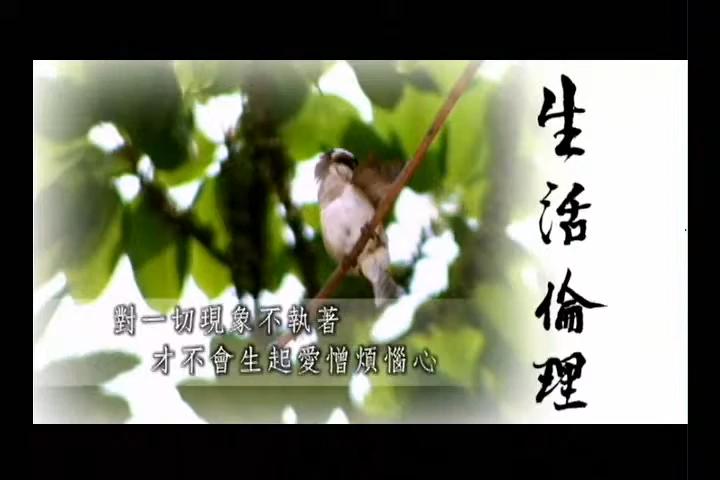 生活倫理
對一切現象不執著
才不會生起愛憎煩惱心